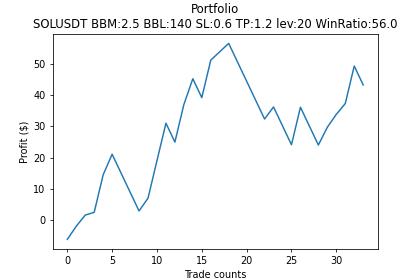 Portfolio
SOLUSDT BBM:2.5 BBL:140 SL:0.6 TP:1.2 lev:20 WinRatio:56.0
Profit ($)
50
40
30
20
10
0
0 5 10 15 20 25 30
Trade counts